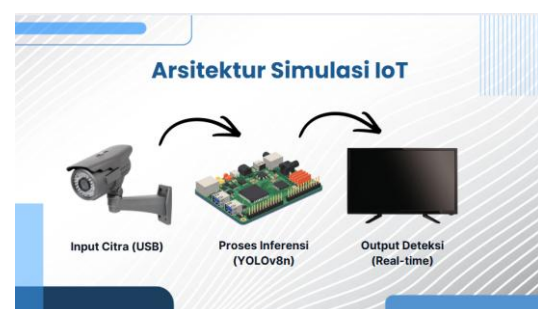 Arsitektur Simulasi IoT
Input Citra (USB)
Proses Inferensi
(YOLOv8n)
Output Deteksi
(Real-time)